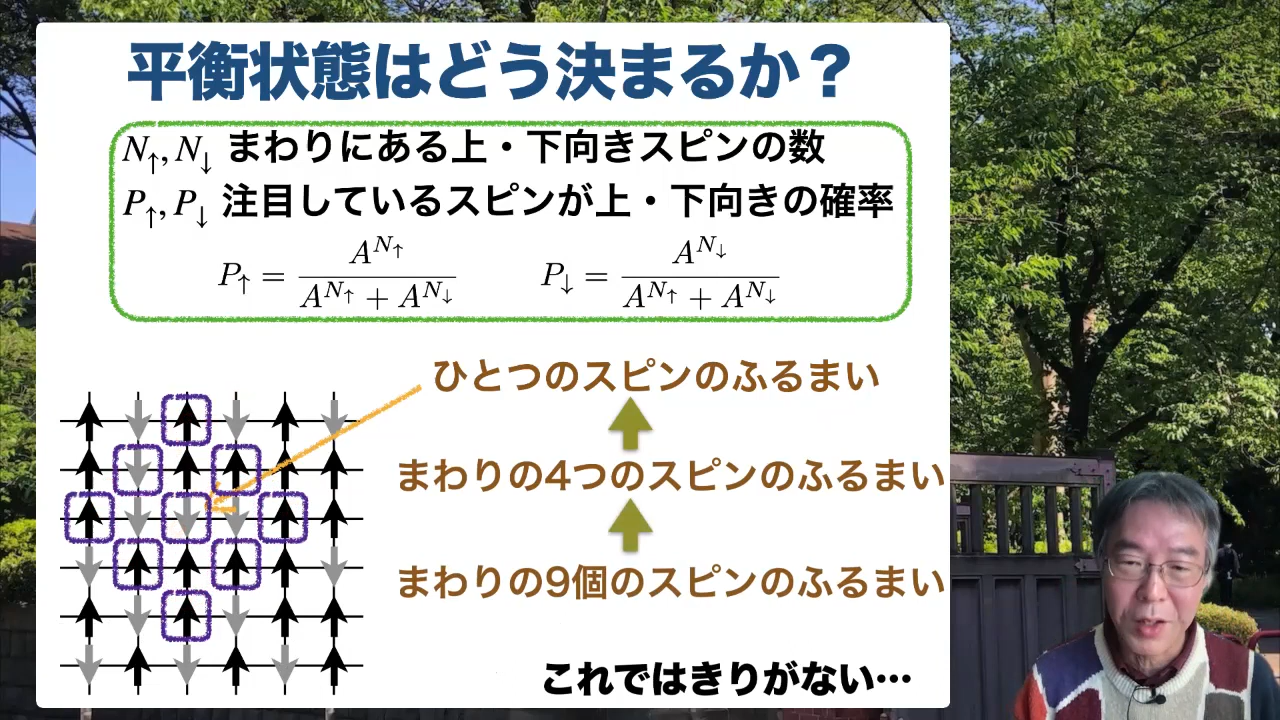 平衡状態はどう決まるか？
N↑, N↓ まわりにある上・下向きスピンの数
P↑, P↓ 注目しているスピンが上・下向きの確率
P↑ = A^{N↑} / (A^{N↑} + A^{N↓})    P↓ = A^{N↓} / (A^{N↑} + A^{N↓})
ひとつのスピンのふるまい
まわりの4つのスピンのふるまい
まわりの9個のスピンのふるまい
これではきりがない…